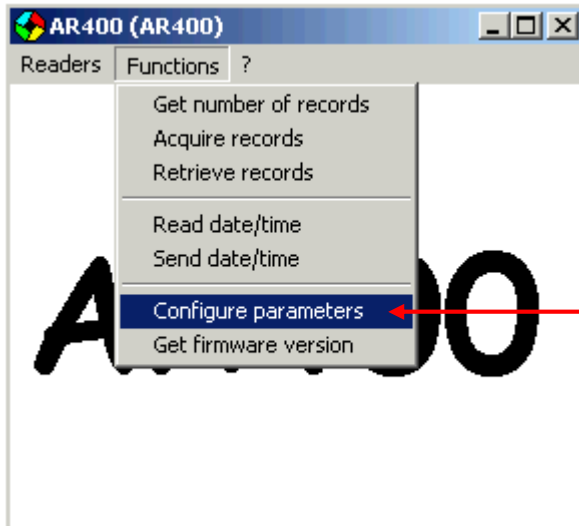 AR400 (AR400)
Readers Functions ?
Get number of records
Acquire records
Retrieve records
Read date/time
Send date/time
Configure parameters
Get firmware version